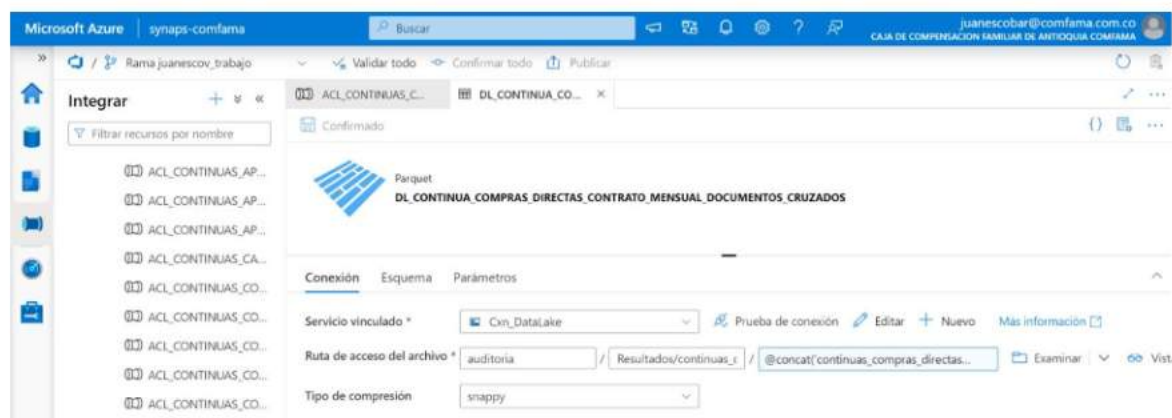 Microsoft Azure synaps-comfama Buscar juanescobar@comfama.com.co
CAJA DE COMPENSACIÓN FAMILIAR DE ANTIOQUIA COMFAMA
/ Rama juanescov_trabajo Validar todo Confirmar todo Publicar
Integrar
ACL_CONTINUAS_C... DL_CONTINUA_CO...
Filtrar recursos por nombre
Confirmado
ACL_CONTINUAS_AP...
ACL_CONTINUAS_AP...
ACL_CONTINUAS_AP...
ACL_CONTINUAS_CA...
ACL_CONTINUAS_CO...
ACL_CONTINUAS_CO...
ACL_CONTINUAS_CO...
ACL_CONTINUAS_CO...
ACL_CONTINUAS_CO...
Parquet
DL_CONTINUA_COMPRAS_DIRECTAS_CONTRATO_MENSUAL_DOCUMENTOS_CRUZADOS
Conexión Esquema Parámetros
Servicio vinculado * Cxn_DataLake Prueba de conexión Editar Nuevo Más información
Ruta de acceso del archivo * auditoria / Resultados/continuas_c / @concat('continuas_compras_directas... Examinar Vist
Tipo de compresión snappy